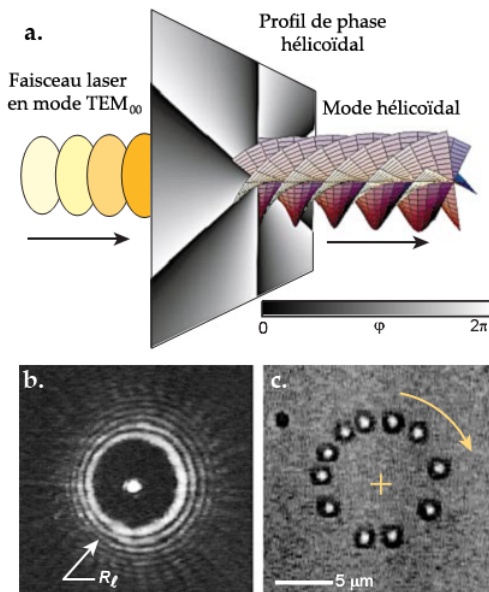 a.
Profil de phase
hélicoïdal
Faisceau laser
en mode TEM₀₀
Mode hélicoïdal
0
φ
2π
b.
c.
Rℓ
5 μm